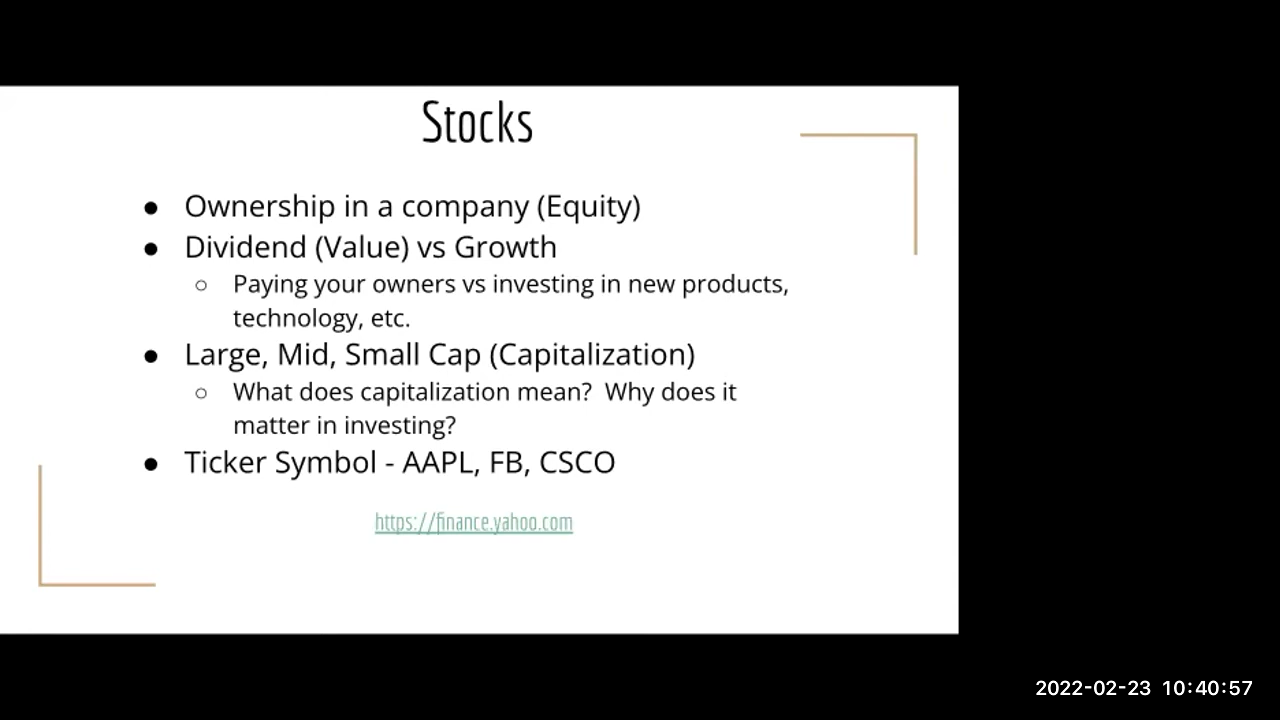 Stocks
● Ownership in a company (Equity)
● Dividend (Value) vs Growth
○ Paying your owners vs investing in new products,
technology, etc.
● Large, Mid, Small Cap (Capitalization)
○ What does capitalization mean?  Why does it
matter in investing?
● Ticker Symbol - AAPL, FB, CSCO
https://finance.yahoo.com
2022-02-23 10:40:57